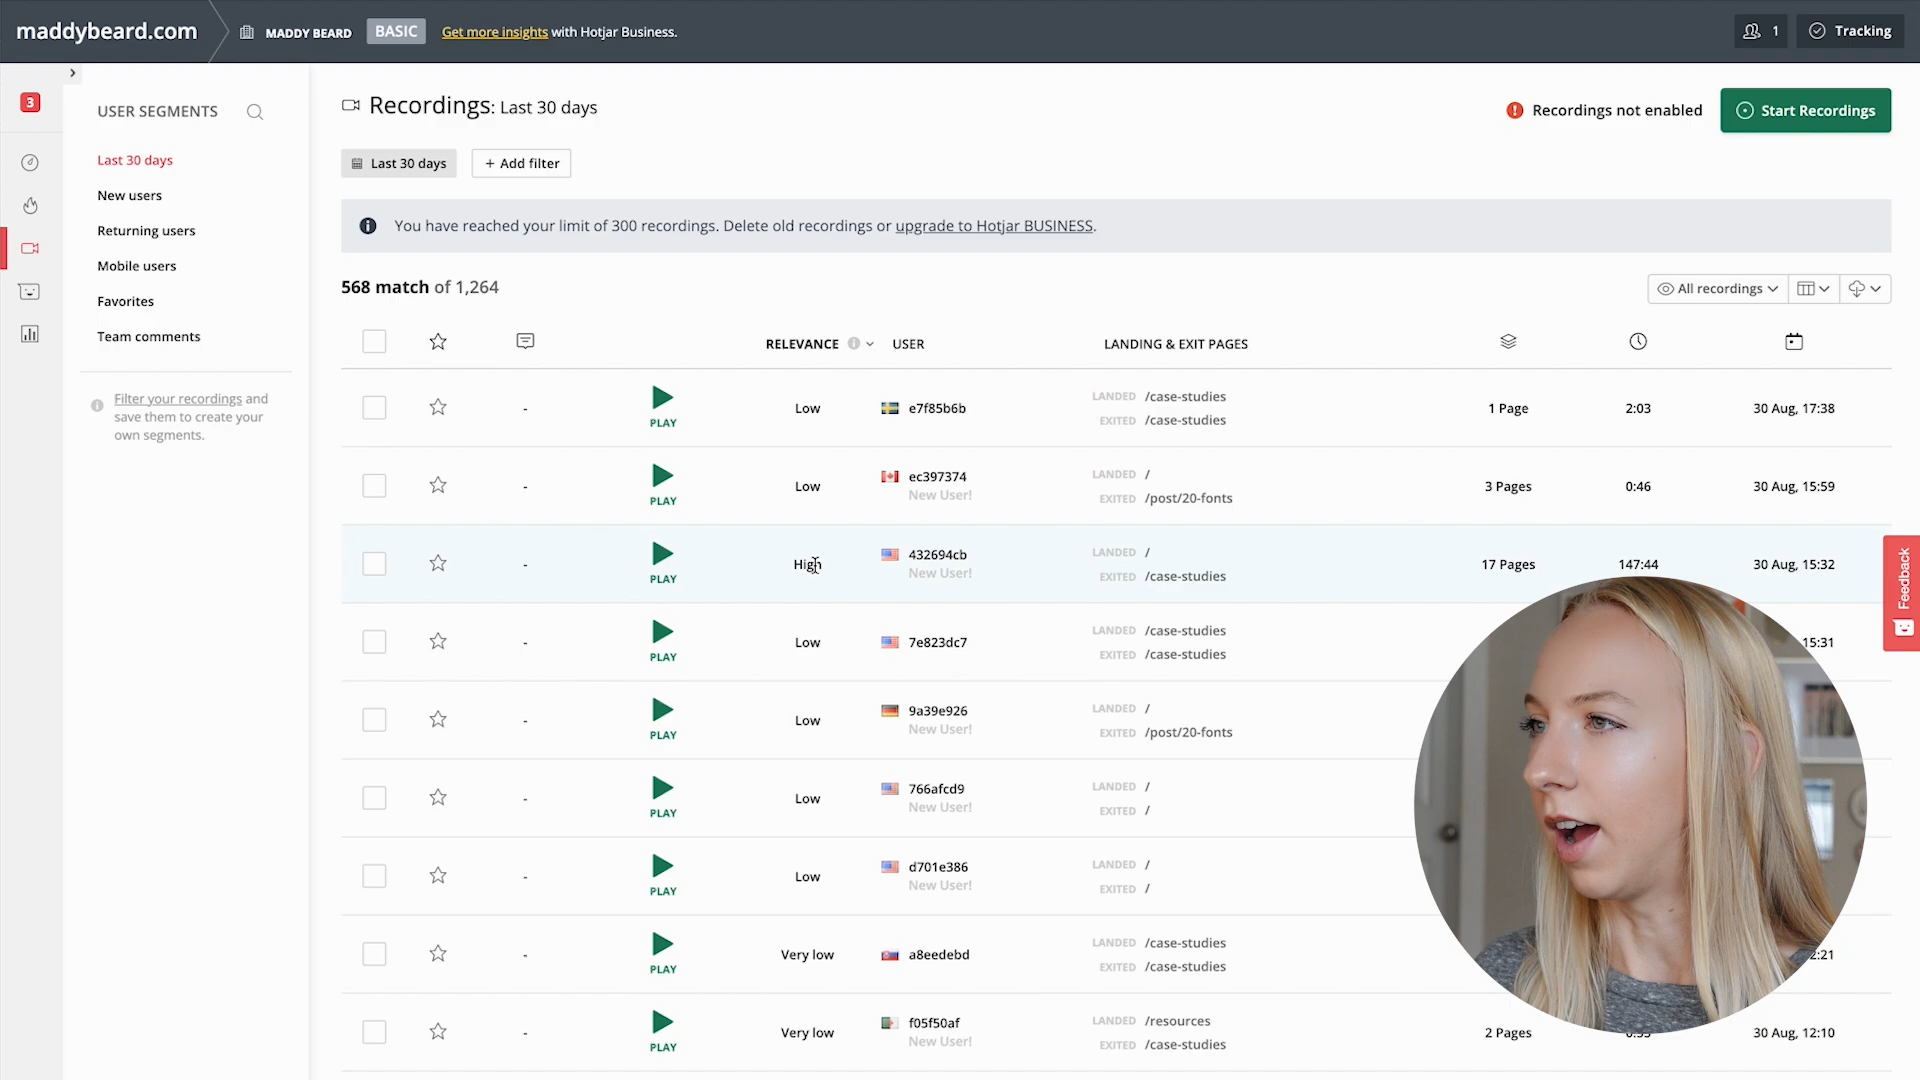 maddybeard.com MADDY BEARD BASIC Get more insights with Hotjar Business. 1 Tracking
3
USER SEGMENTS
Last 30 days
New users
Returning users
Mobile users
Favorites
Team comments
Filter your recordings and
save them to create your
own segments.
Recordings: Last 30 days
Recordings not enabled Start Recordings
Last 30 days + Add filter
You have reached your limit of 300 recordings. Delete old recordings or upgrade to Hotjar BUSINESS.
568 match of 1,264
All recordings
RELEVANCE USER LANDING & EXIT PAGES
- PLAY Low e7f85b6b LANDED /case-studies EXITED /case-studies 1 Page 2:03 30 Aug, 17:38
- PLAY Low ec397374 New User! LANDED / EXITED /post/20-fonts 3 Pages 0:46 30 Aug, 15:59
- PLAY High 432694cb New User! LANDED / EXITED /case-studies 17 Pages 147:44 30 Aug, 15:32
- PLAY Low 7e823dc7 LANDED /case-studies EXITED /case-studies 15:31
- PLAY Low 9a39e926 New User! LANDED / EXITED /post/20-fonts
- PLAY Low 766afcd9 New User! LANDED / EXITED /
- PLAY Low d701e386 New User! LANDED / EXITED /
- PLAY Very low a8eedebd LANDED /case-studies EXITED /case-studies 2:21
- PLAY Very low f05f50af New User! LANDED /resources EXITED /case-studies 2 Pages 30 Aug, 12:10
Feedback